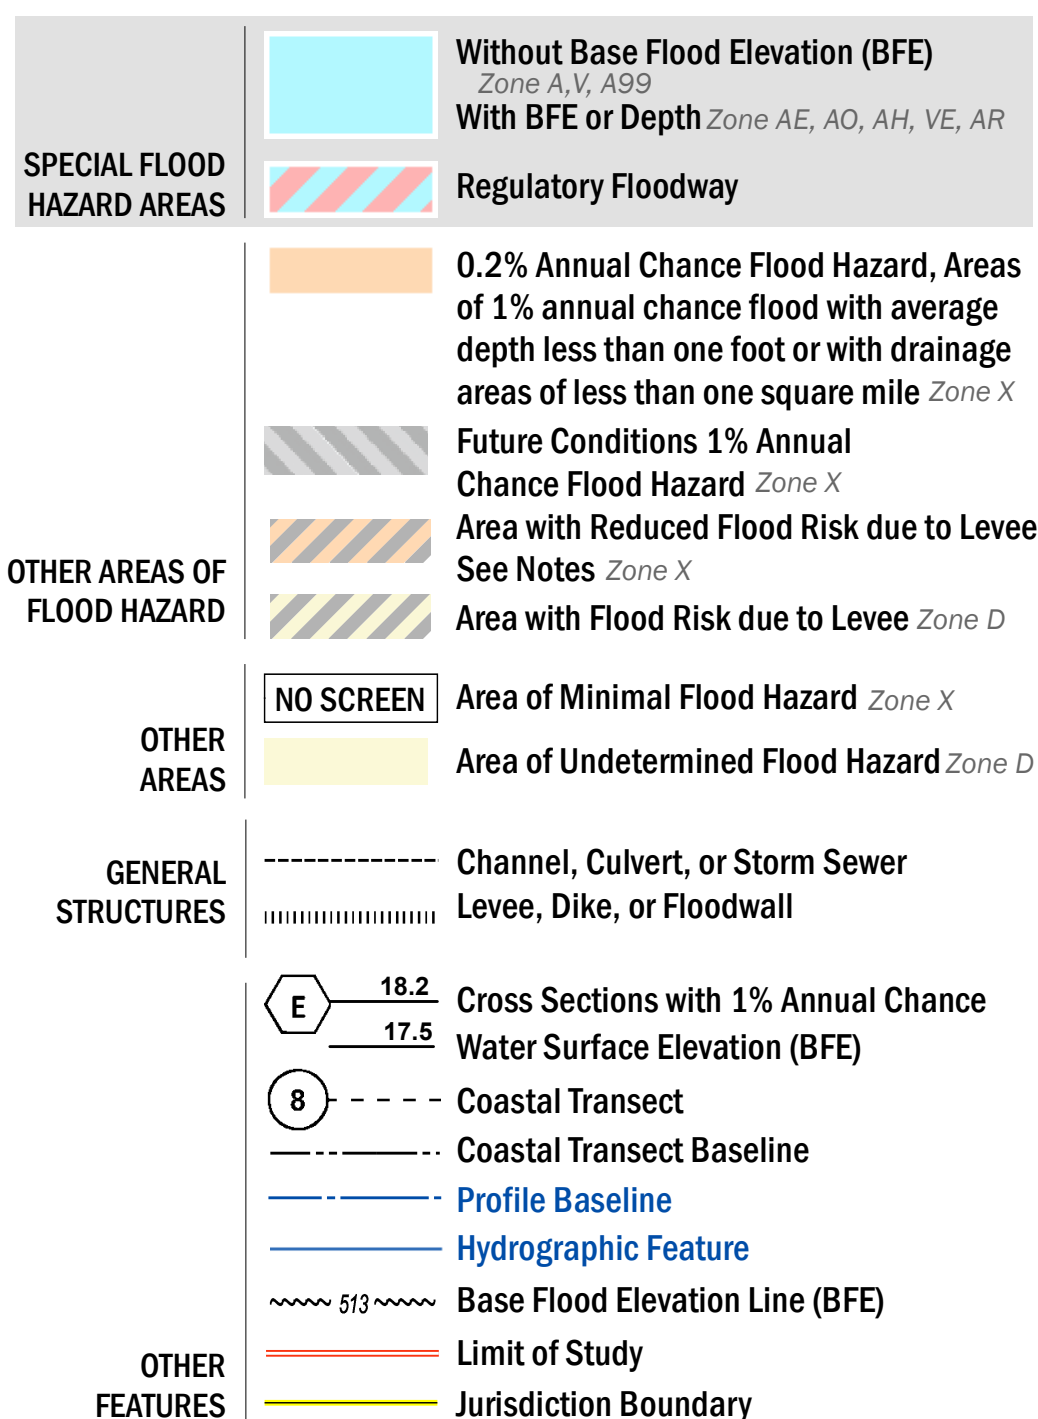 SPECIAL FLOOD
HAZARD AREAS
Without Base Flood Elevation (BFE)
Zone A,V, A99
With BFE or Depth Zone AE, AO, AH, VE, AR
Regulatory Floodway
OTHER AREAS OF
FLOOD HAZARD
0.2% Annual Chance Flood Hazard, Areas
of 1% annual chance flood with average
depth less than one foot or with drainage
areas of less than one square mile Zone X
Future Conditions 1% Annual
Chance Flood Hazard Zone X
Area with Reduced Flood Risk due to Levee
See Notes Zone X
Area with Flood Risk due to Levee Zone D
OTHER
AREAS
NO SCREEN Area of Minimal Flood Hazard Zone X
Area of Undetermined Flood Hazard Zone D
GENERAL
STRUCTURES
Channel, Culvert, or Storm Sewer
Levee, Dike, or Floodwall
OTHER
FEATURES
E 18.2 Cross Sections with 1% Annual Chance
17.5 Water Surface Elevation (BFE)
8 Coastal Transect
Coastal Transect Baseline
Profile Baseline
Hydrographic Feature
513 Base Flood Elevation Line (BFE)
Limit of Study
Jurisdiction Boundary